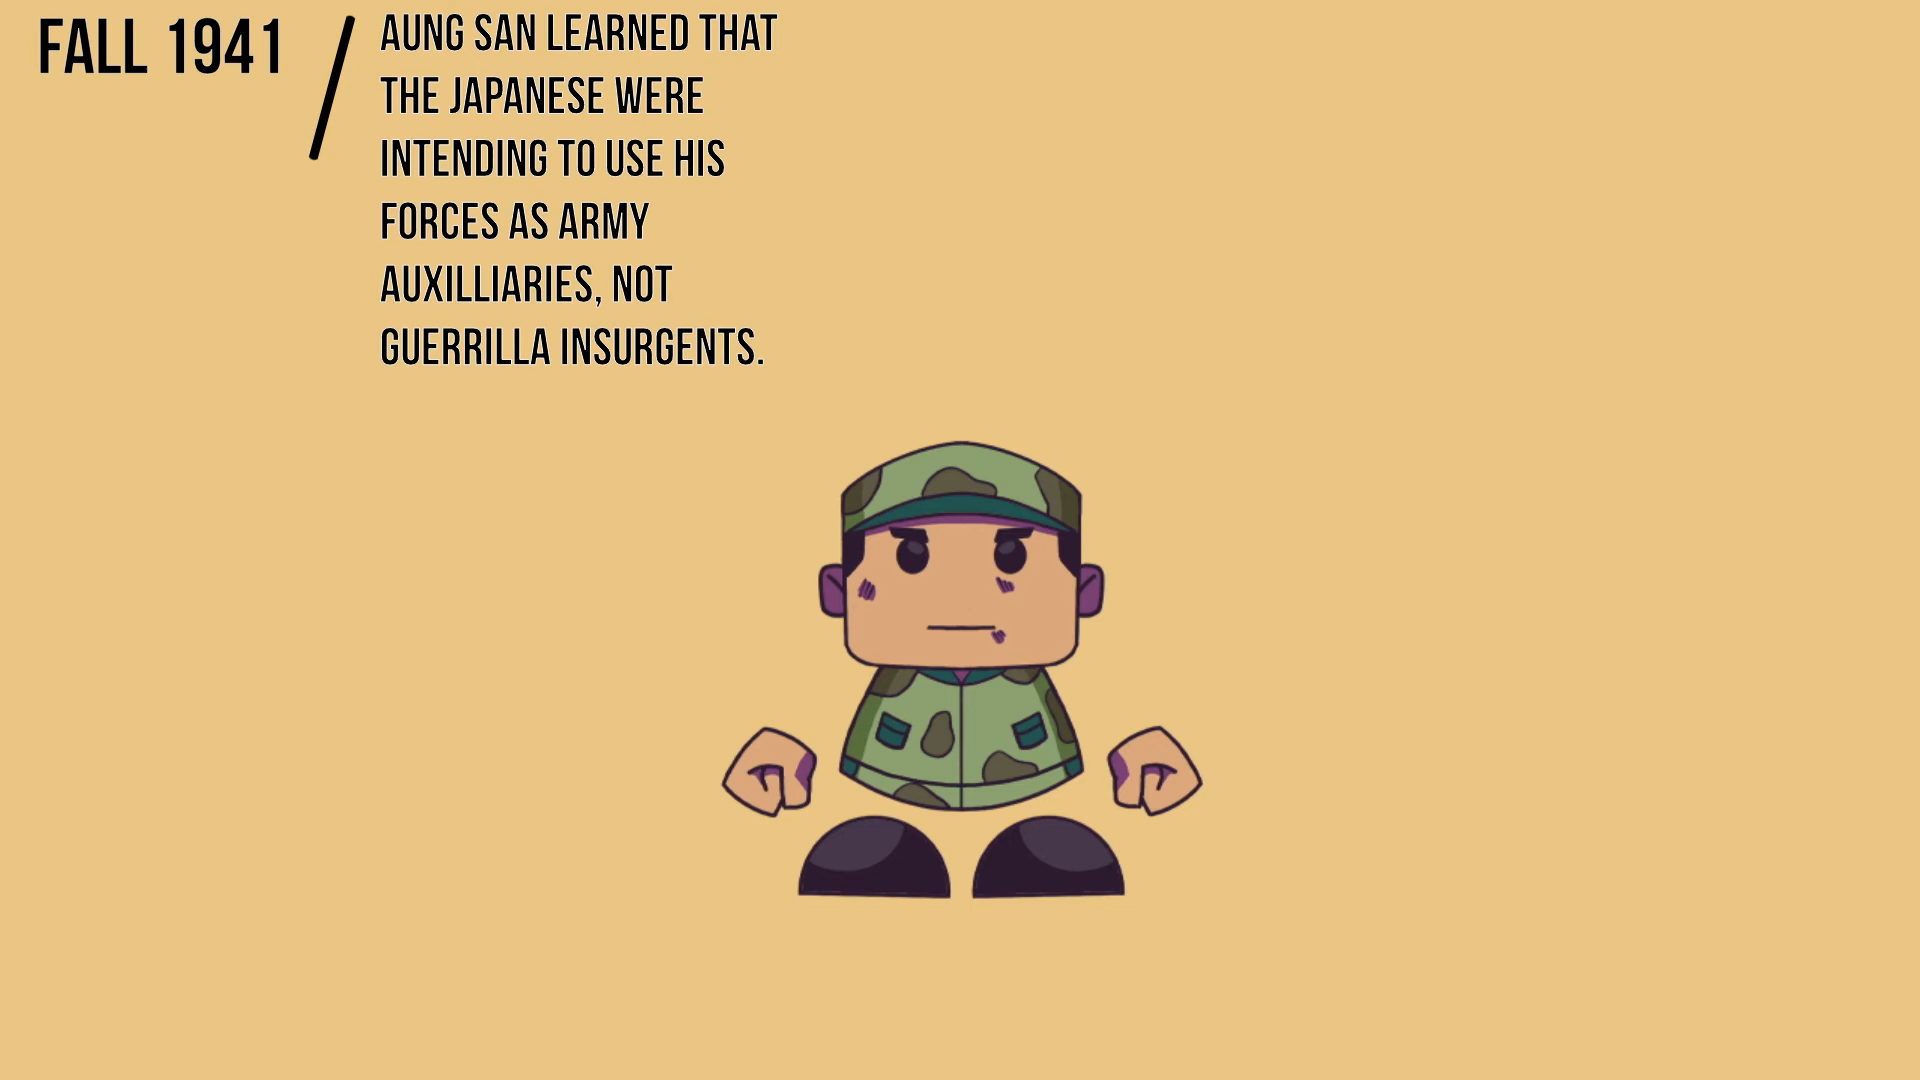 FALL 1941
AUNG SAN LEARNED THAT
THE JAPANESE WERE
INTENDING TO USE HIS
FORCES AS ARMY
AUXILLIARIES, NOT
GUERRILLA INSURGENTS.